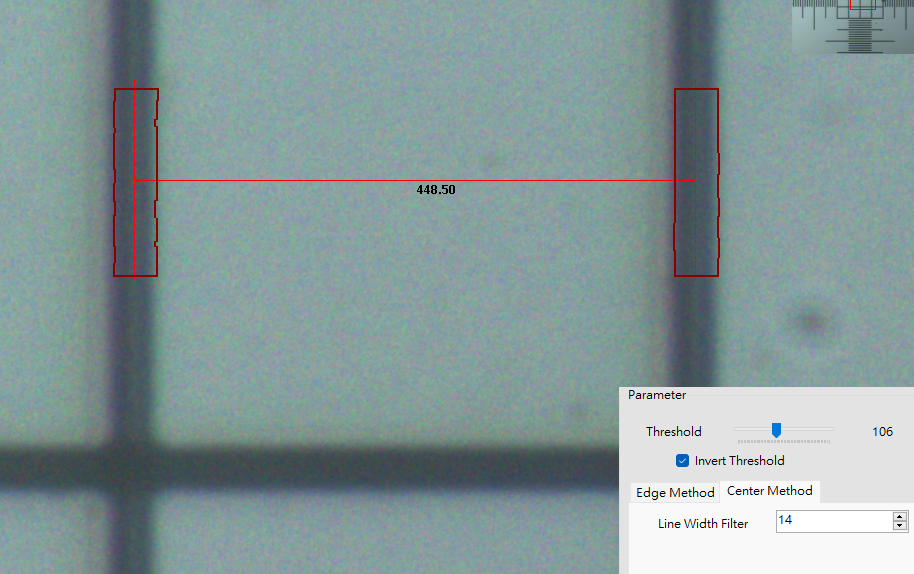 448.50
Parameter
Threshold 106
Invert Threshold
Edge Method Center Method
Line Width Filter 14